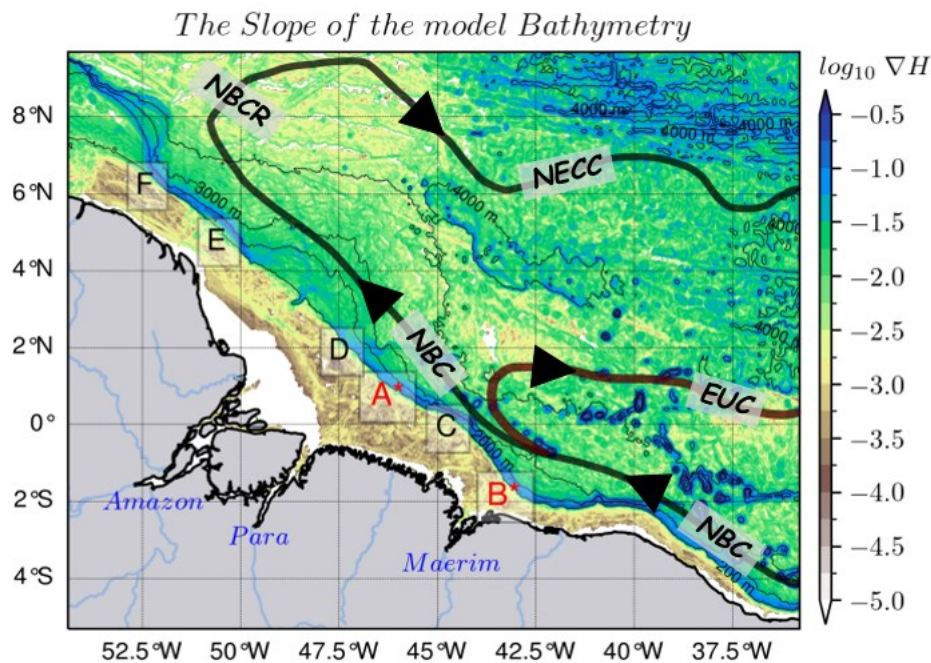 The Slope of the model Bathymetry
log₁₀ ∇H
8°N
6°N
4°N
2°N
0°
2°S
4°S
52.5°W
50°W
47.5°W
45°W
42.5°W
40°W
37.5°W
−0.5
−1.0
−1.5
−2.0
−2.5
−3.0
−3.5
−4.0
−4.5
−5.0
NBCR
4000 m
4000 m
4000 m
NECC
F
3000 m
4000 m
E
4000 m
D
NBC
A*
EUC
C
B*
NBC
200 m
Amazon
Para
Maerim